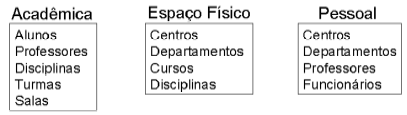 Acadêmica
Alunos
Professores
Disciplinas
Turmas
Salas
Espaço Físico
Centros
Departamentos
Cursos
Disciplinas
Pessoal
Centros
Departamentos
Professores
Funcionários